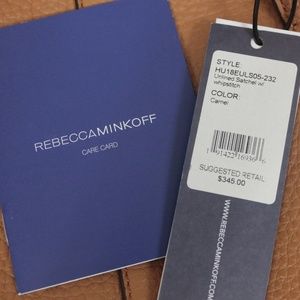 REBECCAMINKOFF
CARE CARD
STYLE:
HU18EULS05-232
Unlined Satchel w/
whipstitch
COLOR:
Camel
SUGGESTED RETAIL
$345.00
WWW.REBECCAMINKOFF.COM